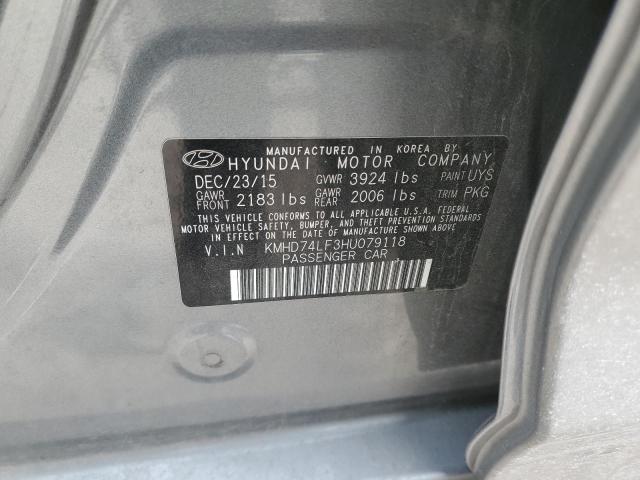 MANUFACTURED IN KOREA BY
HYUNDAI MOTOR COMPANY
DEC/23/15 GVWR 3924 lbs PAINT UYS
GAWR FRONT 2183 lbs GAWR REAR 2006 lbs TRIM PKG
THIS VEHICLE CONFORMS TO ALL APPLICABLE U.S.A. FEDERAL
MOTOR VEHICLE SAFETY, BUMPER, AND THEFT PREVENTION STANDARDS
IN EFFECT ON THE DATE OF MANUFACTURE SHOWN ABOVE.
V.I.N KMHD74LF3HU079118
PASSENGER CAR